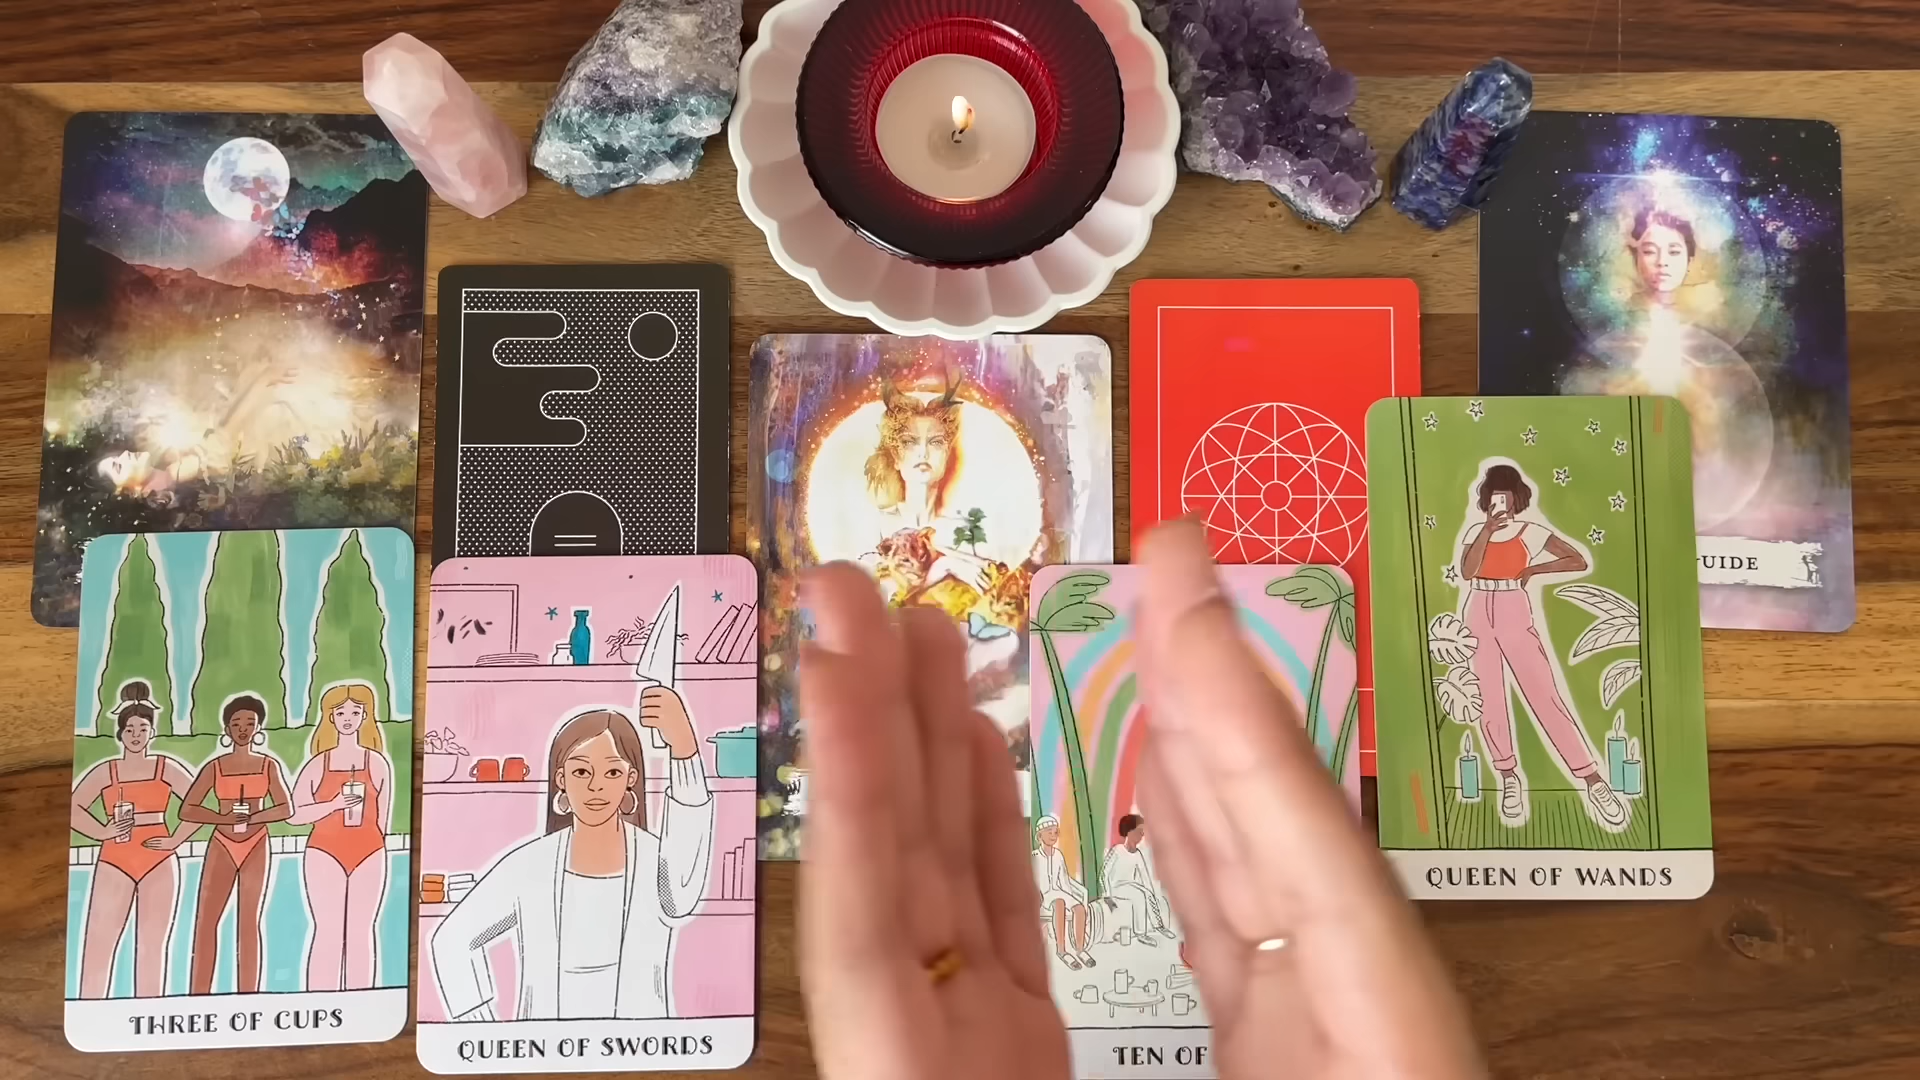 UIDE
QUEEN OF WANDS
THREE OF CUPS
QUEEN OF SWORDS
TEN OF